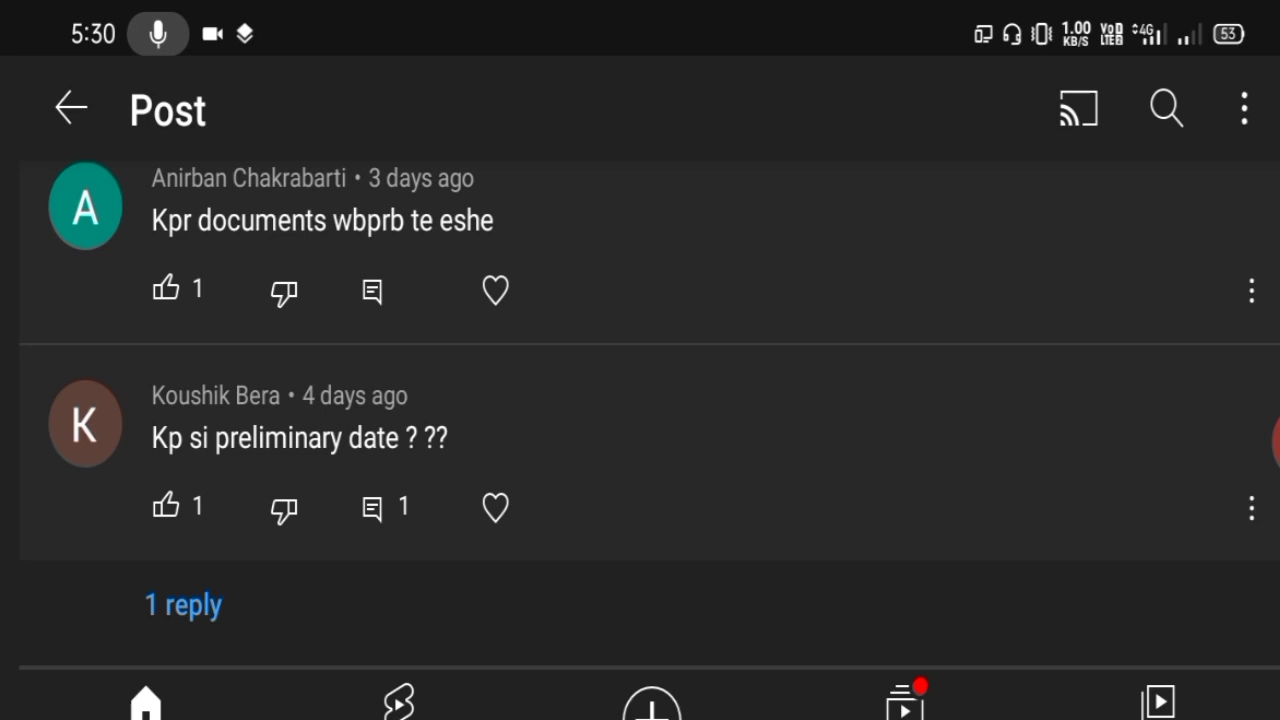 5:30 1.00 KB/S VoD LTE2 4G 53
Post
Anirban Chakrabarti • 3 days ago
Kpr documents wbprb te eshe
1
Koushik Bera • 4 days ago
Kp si preliminary date ? ??
1 1
1 reply